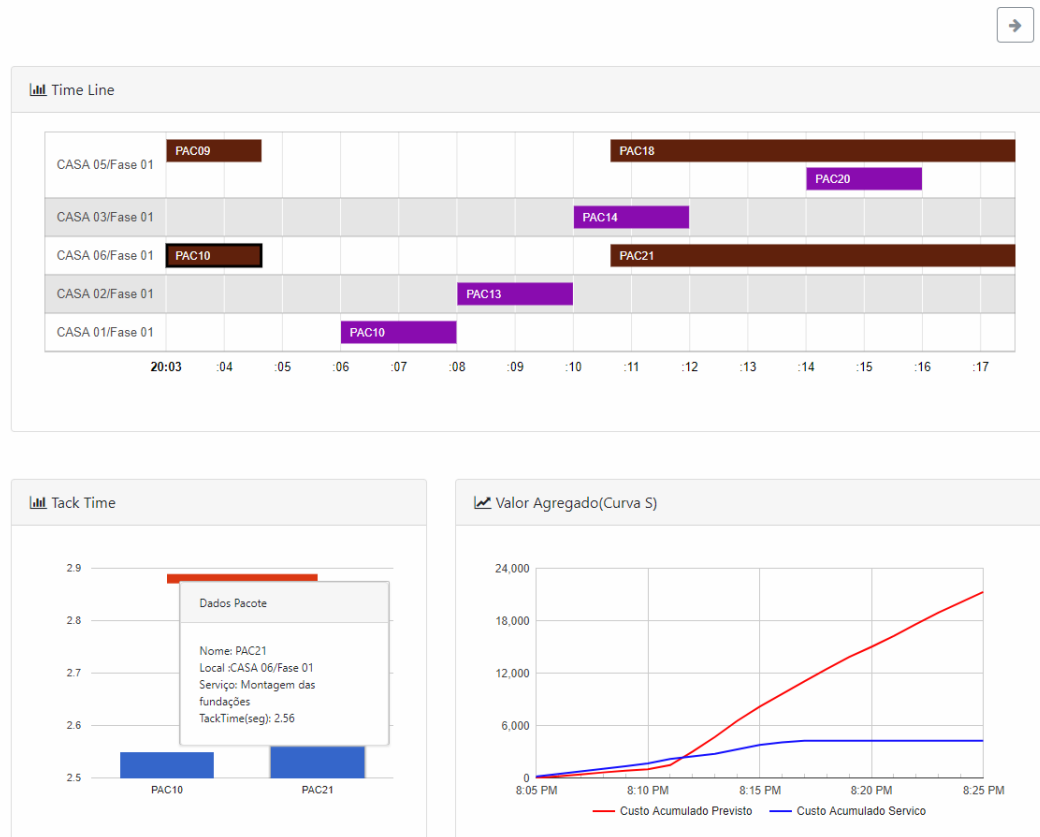 Time Line
CASA 05/Fase 01
PAC09
PAC18
PAC20
CASA 03/Fase 01
PAC14
CASA 06/Fase 01
PAC10
PAC21
CASA 02/Fase 01
PAC13
CASA 01/Fase 01
PAC10
20:03 :04 :05 :06 :07 :08 :09 :10 :11 :12 :13 :14 :15 :16 :17
Tack Time
2.9
2.8
2.7
2.6
2.5
Dados Pacote
Nome: PAC21
Local :CASA 06/Fase 01
Serviço: Montagem das
fundações
TackTime(seg): 2.56
PAC10 PAC21
Valor Agregado(Curva S)
24,000
18,000
12,000
6,000
0
8:05 PM 8:10 PM 8:15 PM 8:20 PM 8:25 PM
Custo Acumulado Previsto Custo Acumulado Servico